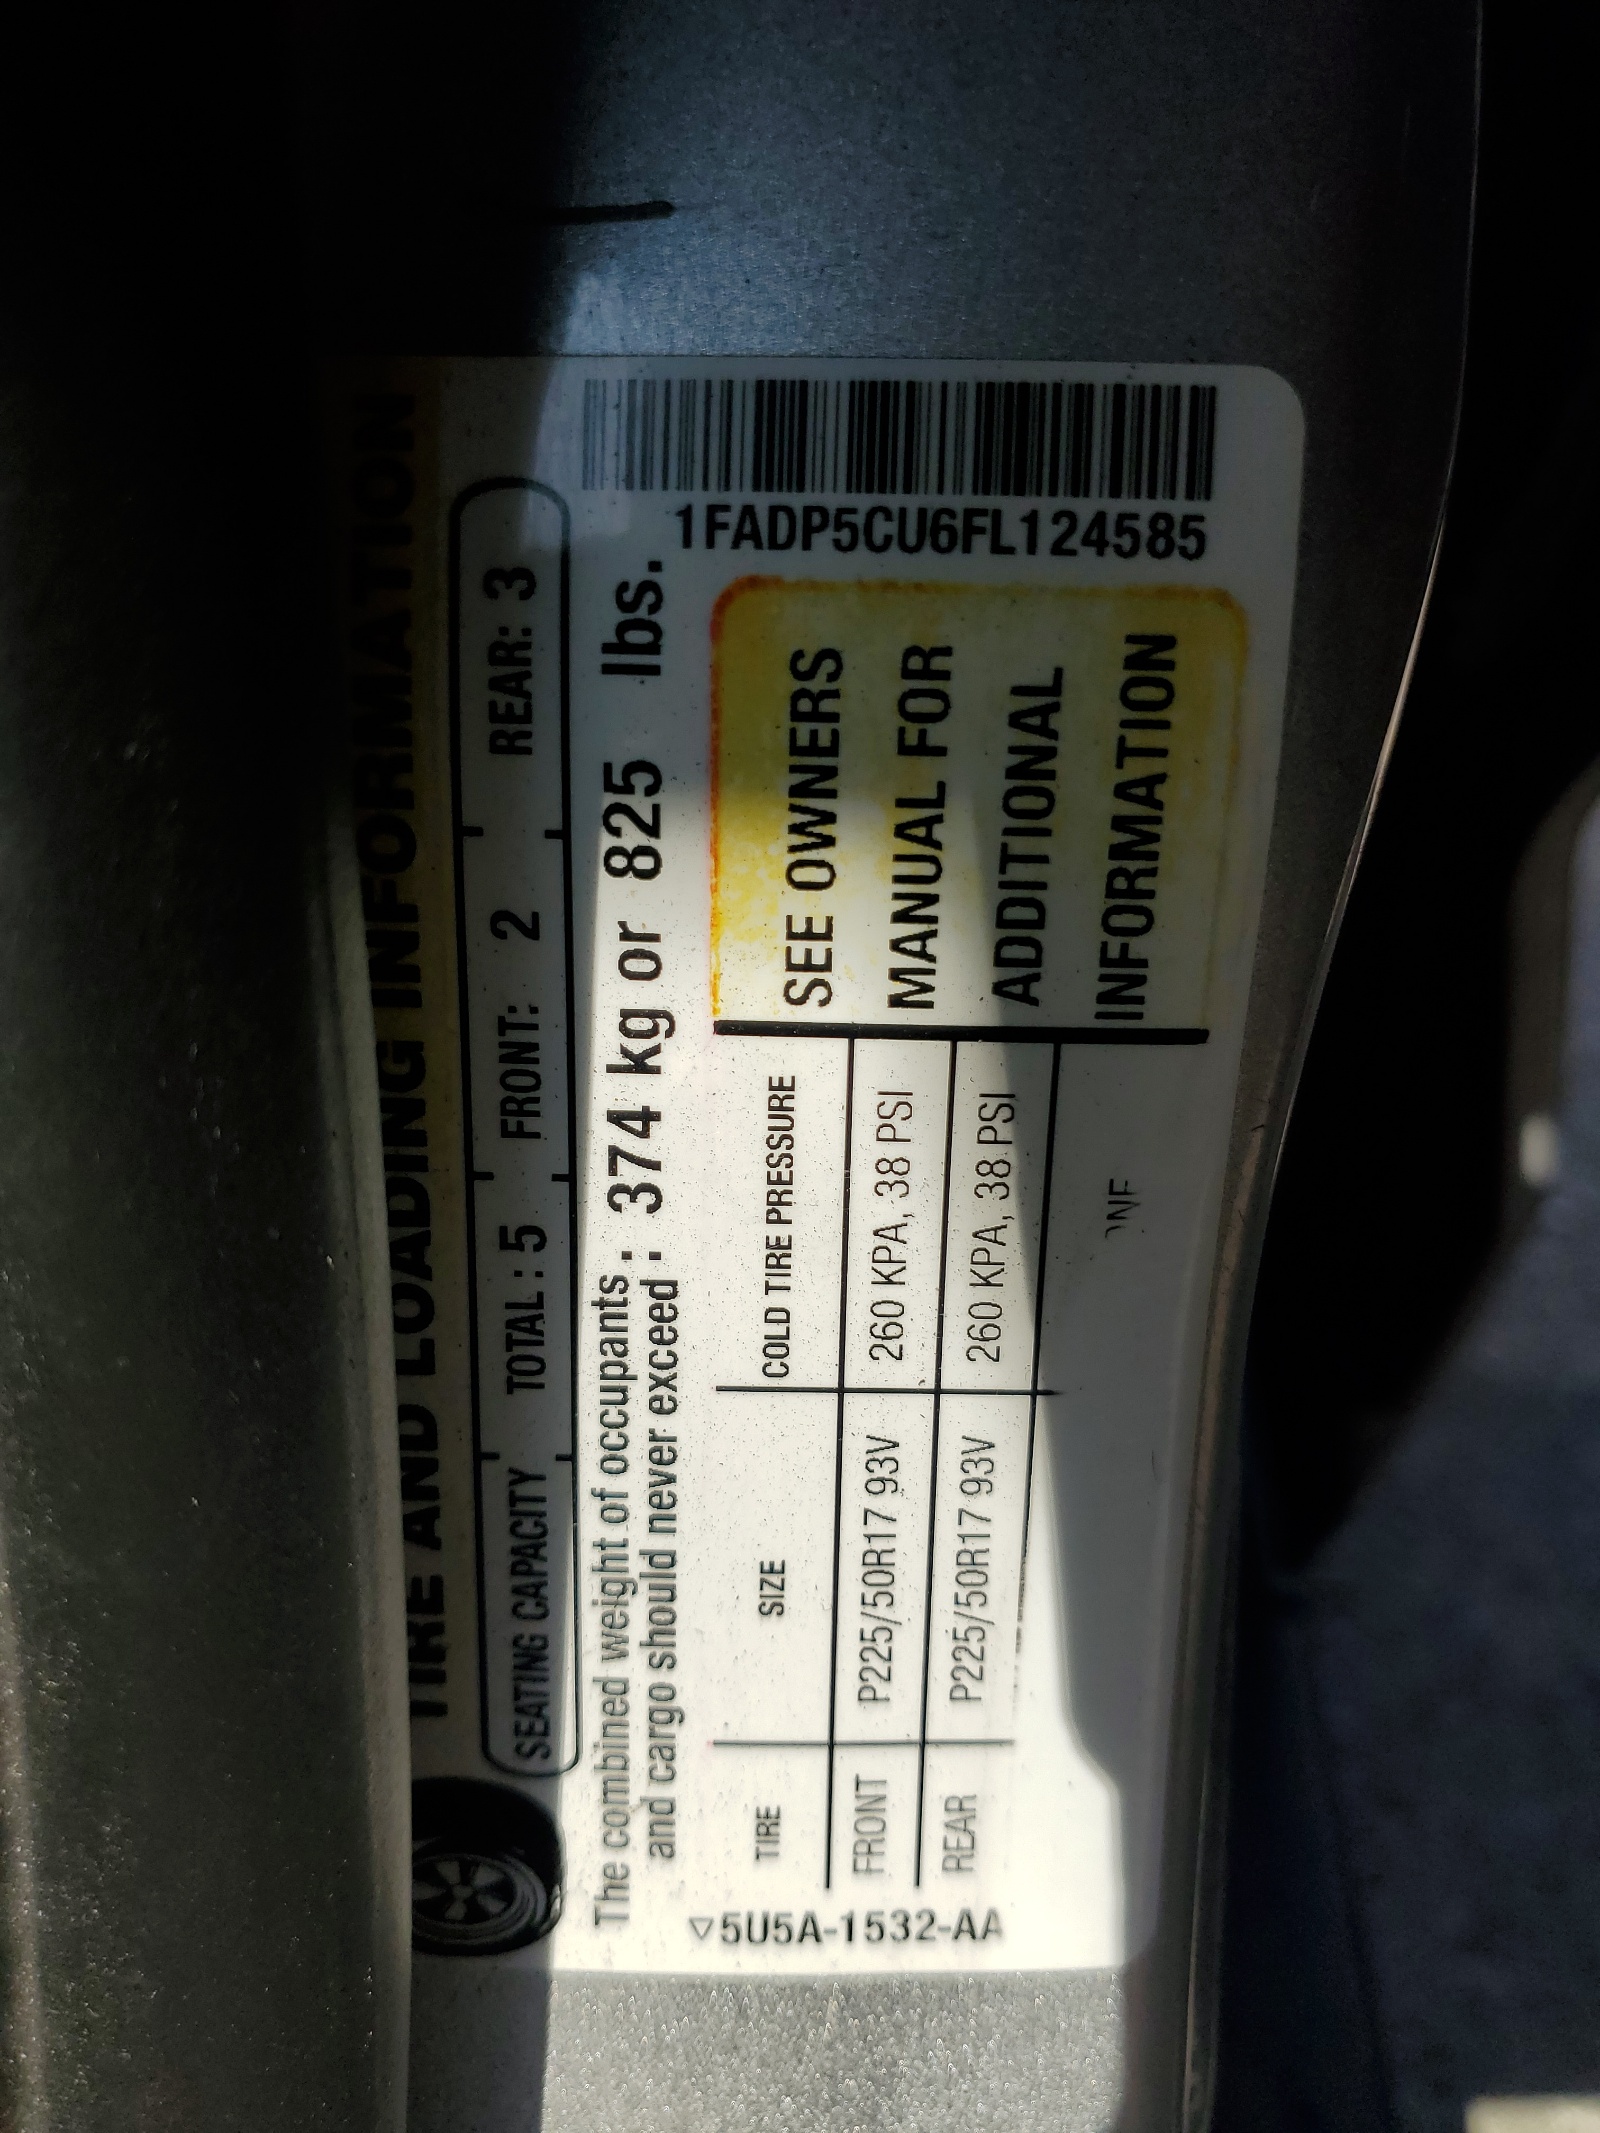 TIRE AND LOADING INFORMATION
SEATING CAPACITY TOTAL: 5 FRONT: 2 REAR: 3
The combined weight of occupants
and cargo should never exceed : 374 kg or 825 lbs.
TIRE SIZE COLD TIRE PRESSURE
FRONT P225/50R17 93V 260 KPA, 38 PSI
REAR P225/50R17 93V 260 KPA, 38 PSI
SEE OWNERS
MANUAL FOR
ADDITIONAL
INFORMATION
1FADP5CU6FL124585
5U5A-1532-AA